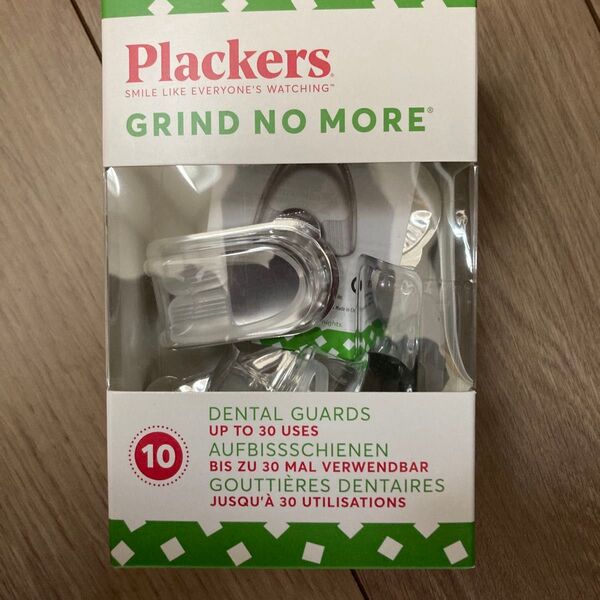 Plackers®
SMILE LIKE EVERYONE'S WATCHING™
GRIND NO MORE®
nights.
10
DENTAL GUARDS
UP TO 30 USES
AUFBISSSCHIENEN
BIS ZU 30 MAL VERWENDBAR
GOUTTIÈRES DENTAIRES
JUSQU'À 30 UTILISATIONS